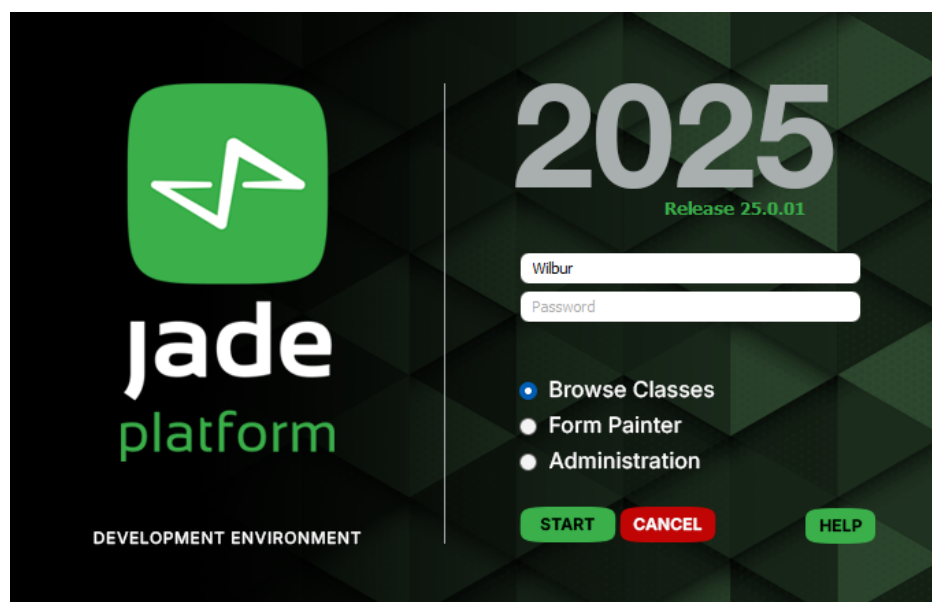 jade
platform
DEVELOPMENT ENVIRONMENT
2025
Release 25.0.01
Wilbur
Password
Browse Classes
Form Painter
Administration
START CANCEL HELP